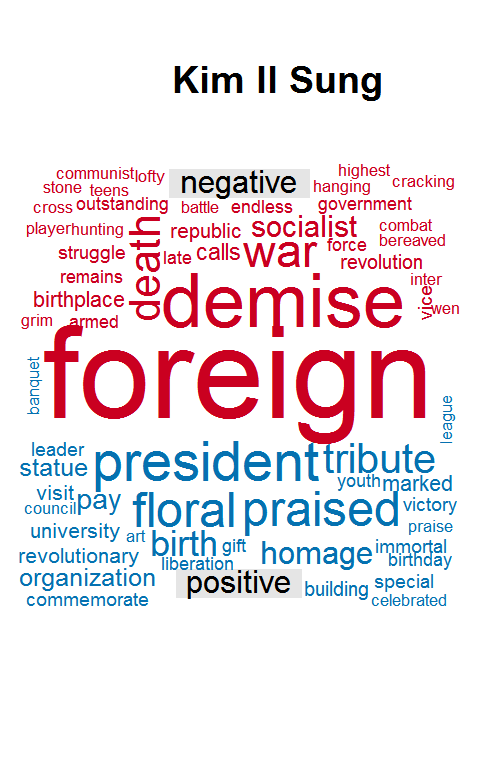 Kim Il Sung
communist lofty
highest
negative
stone teens
hanging cracking
cross outstanding battle endless government
player hunting
republic socialist combat
death
struggle late calls war force bereaved
revolution
remains
demise
inter
birthplace
vice wen
grim armed
foreign
banquet
league
leader
president tribute
statue
youth marked
visit pay
council
floral praised victory
university art
praise
birth gift
homage immortal
revolutionary
liberation
birthday
organization
positive
building special
commemorate
celebrated